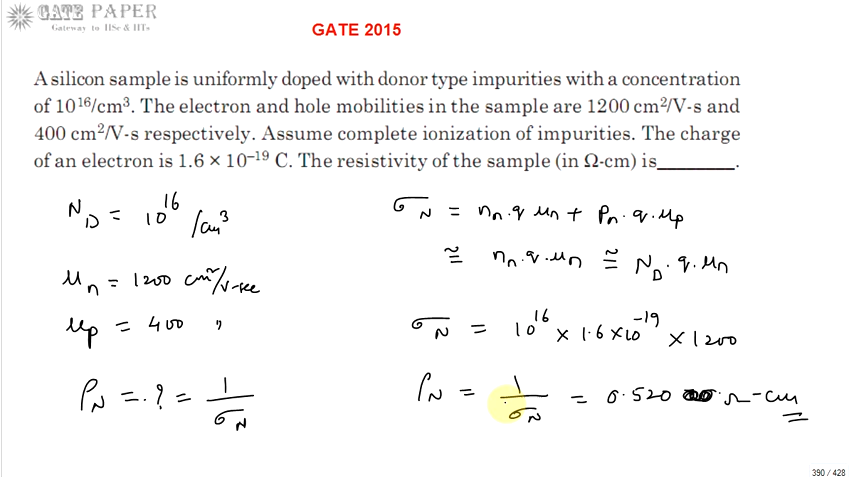 GATE PAPER
Gateway to IISc & IITs
GATE 2015
A silicon sample is uniformly doped with donor type impurities with a concentration
of 10¹⁶/cm³. The electron and hole mobilities in the sample are 1200 cm²/V-s and
400 cm²/V-s respectively. Assume complete ionization of impurities. The charge
of an electron is 1.6 × 10⁻¹⁹ C. The resistivity of the sample (in Ω-cm) is________.
N_D = 10¹⁶ /cm³
μ_n = 1200 cm²/V-sec
μ_p = 400 "
ρ_N = ? = 1/σ_N
σ_N = n_n.q μ_n + p_n.q.μ_p
≅ n_n.q.μ_n ≅ N_D.q.μ_n
σ_N = 10¹⁶ × 1.6 × 10⁻¹⁹ × 1200
ρ_N = 1/σ_N = 0.520 Ω-cm
390 / 428